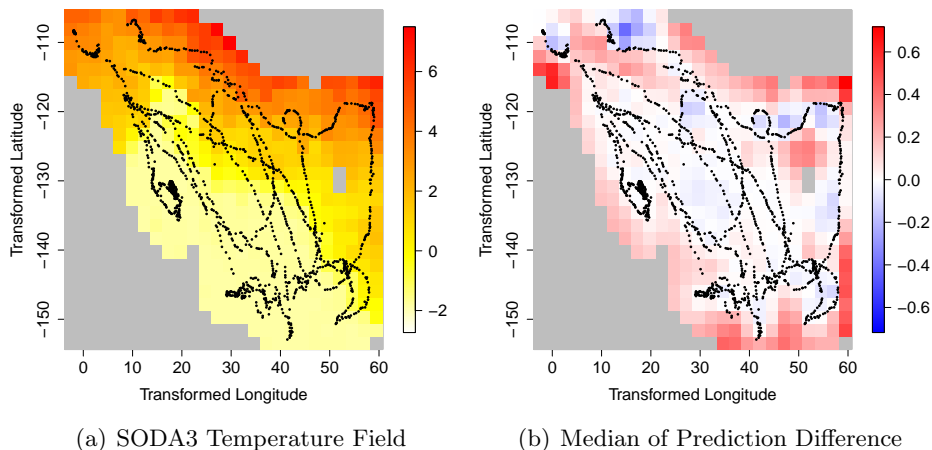 −110
−120
−130
−140
−150
Transformed Latitude
0 10 20 30 40 50 60
Transformed Longitude
6
4
2
0
−2
(a) SODA3 Temperature Field
−110
−120
−130
−140
−150
Transformed Latitude
0 10 20 30 40 50 60
Transformed Longitude
0.6
0.4
0.2
0.0
−0.2
−0.4
−0.6
(b) Median of Prediction Difference